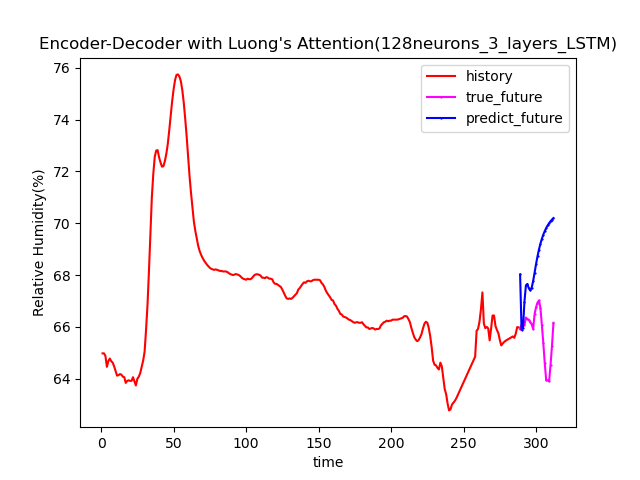 Encoder-Decoder with Luong's Attention(128neurons_3_layers_LSTM)
history
true_future
predict_future
Relative Humidity(%)
76
74
72
70
68
66
64
0 50 100 150 200 250 300
time